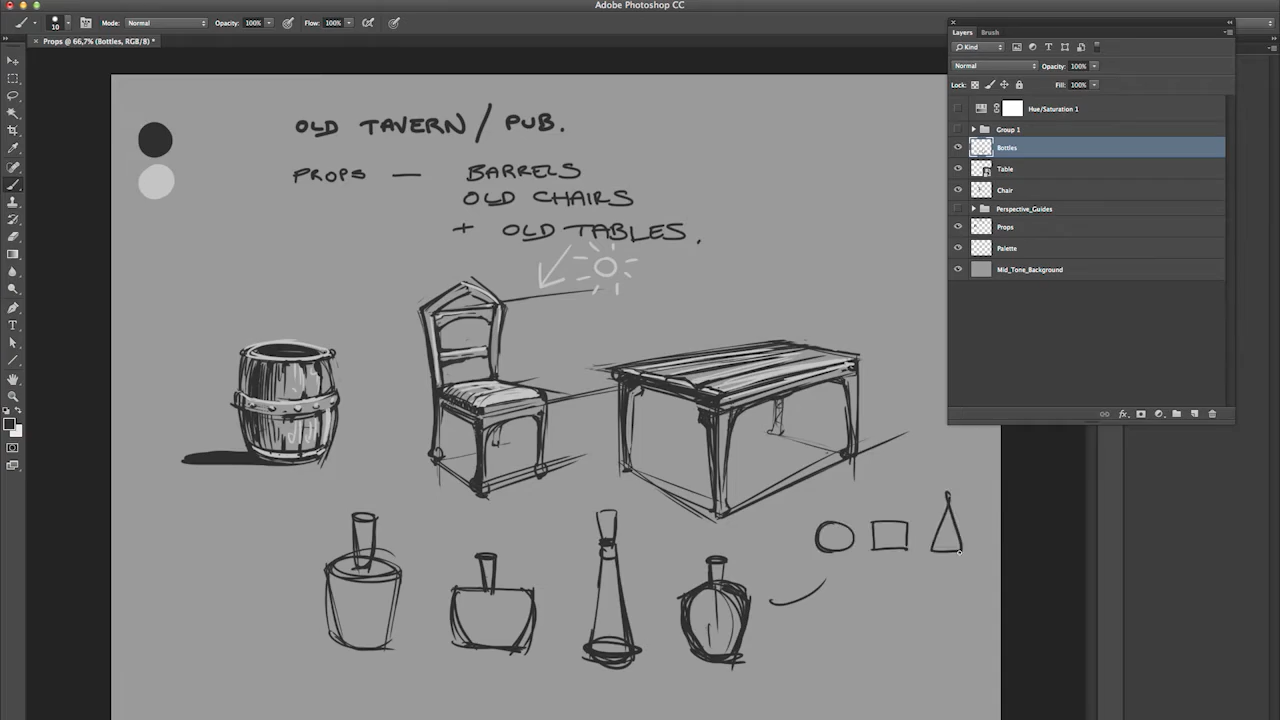 Adobe Photoshop CC
10
Mode: Normal
Opacity: 100%
Flow: 100%
Props @ 66,7% (Bottles, RGB/8) *
Layers Brush
Kind
Normal
Opacity: 100%
Lock:
Fill: 100%
Hue/Saturation 1
Group 1
Bottles
Table
Chair
Perspective_Guides
Props
Palette
Mid_Tone_Background
OLD TAVERN / PUB.
PROPS — BARRELS
OLD CHAIRS
+ OLD TABLES.